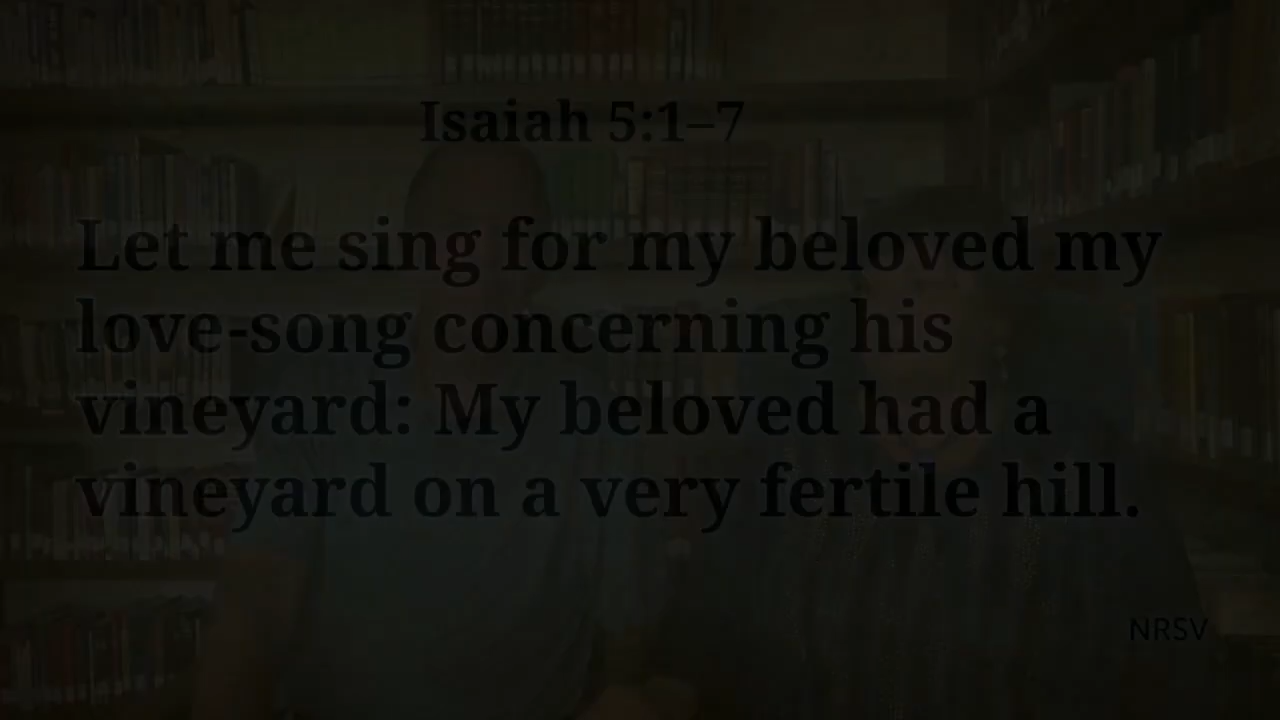 Isaiah 5:1–7
Let me sing for my beloved my
love-song concerning his
vineyard: My beloved had a
vineyard on a very fertile hill.
NRSV